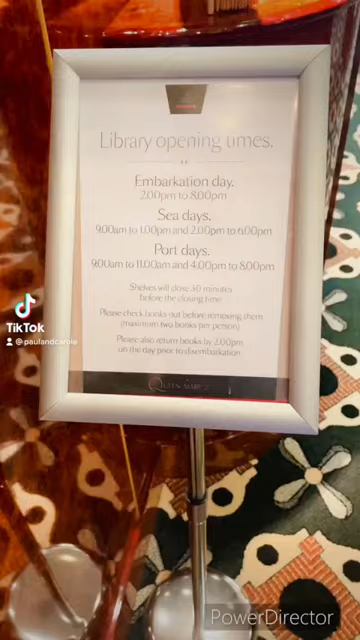 Library opening times.
Embarkation day.
2.00pm to 8.00pm
Sea days.
9.00am to 1.00pm and 2.00pm to 6.00pm
Port days.
9.00am to 11.00am and 4.00pm to 8.00pm
Shelves will close 30 minutes
before the closing time
Please check books out before removing them
(maximum two books per person)
Please also return books by 2.00pm
on the day prior to disembarkation
QUEEN MARY 2
TikTok
@paulandcarole
PowerDirector